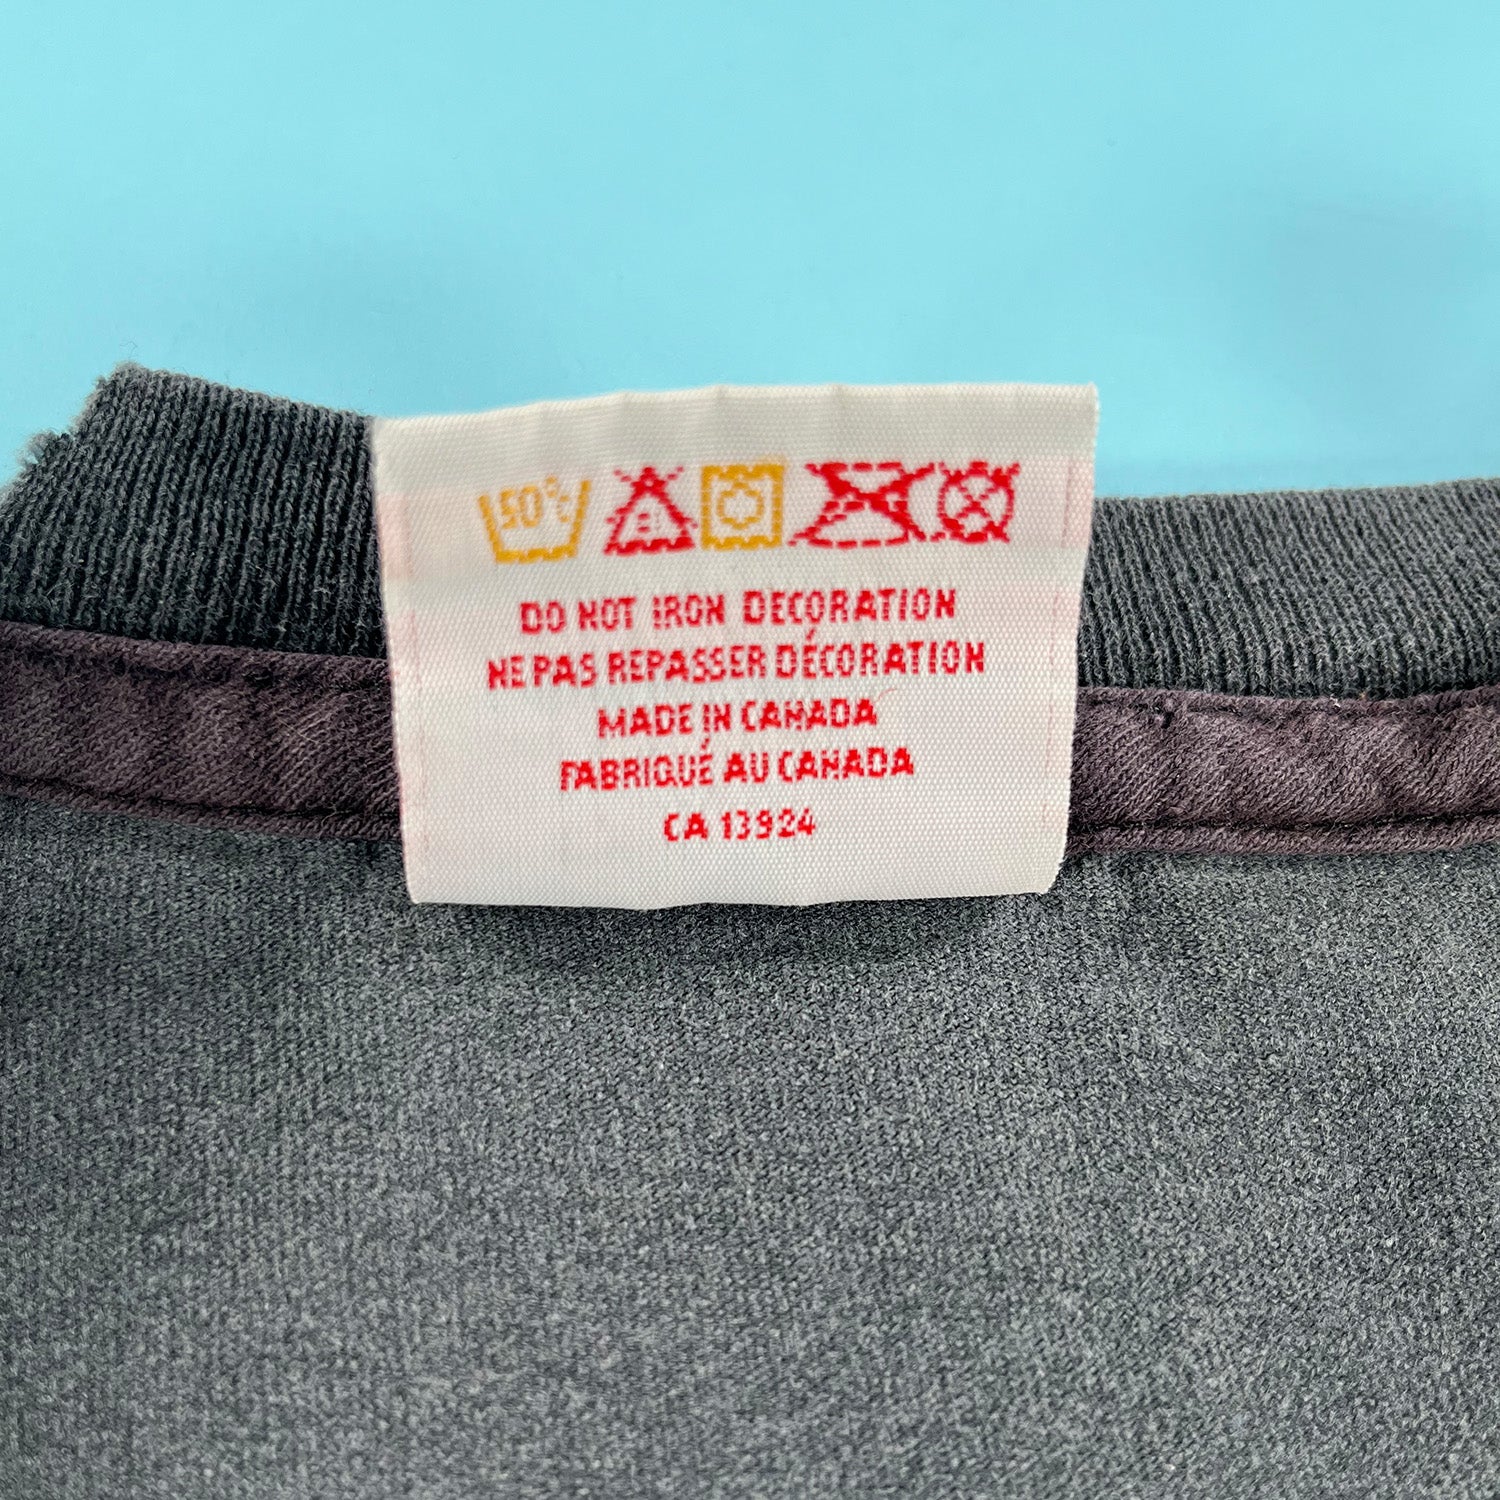 50°C
DO NOT IRON DECORATION
NE PAS REPASSER DÉCORATION
MADE IN CANADA
FABRIQUÉ AU CANADA
CA 13924